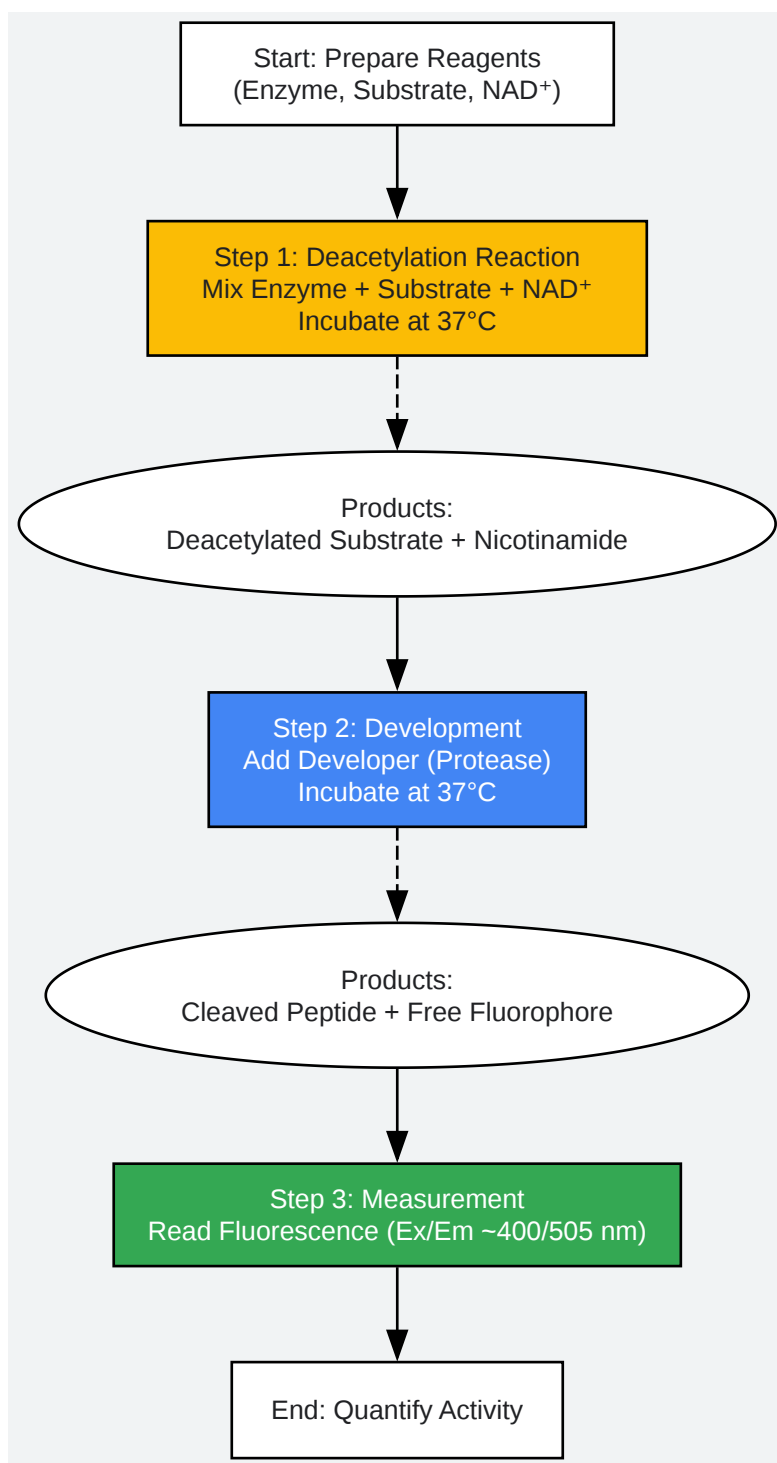 Start: Prepare Reagents
(Enzyme, Substrate, NAD⁺)
Step 1: Deacetylation Reaction
Mix Enzyme + Substrate + NAD⁺
Incubate at 37°C
Products:
Deacetylated Substrate + Nicotinamide
Step 2: Development
Add Developer (Protease)
Incubate at 37°C
Products:
Cleaved Peptide + Free Fluorophore
Step 3: Measurement
Read Fluorescence (Ex/Em ~400/505 nm)
End: Quantify Activity